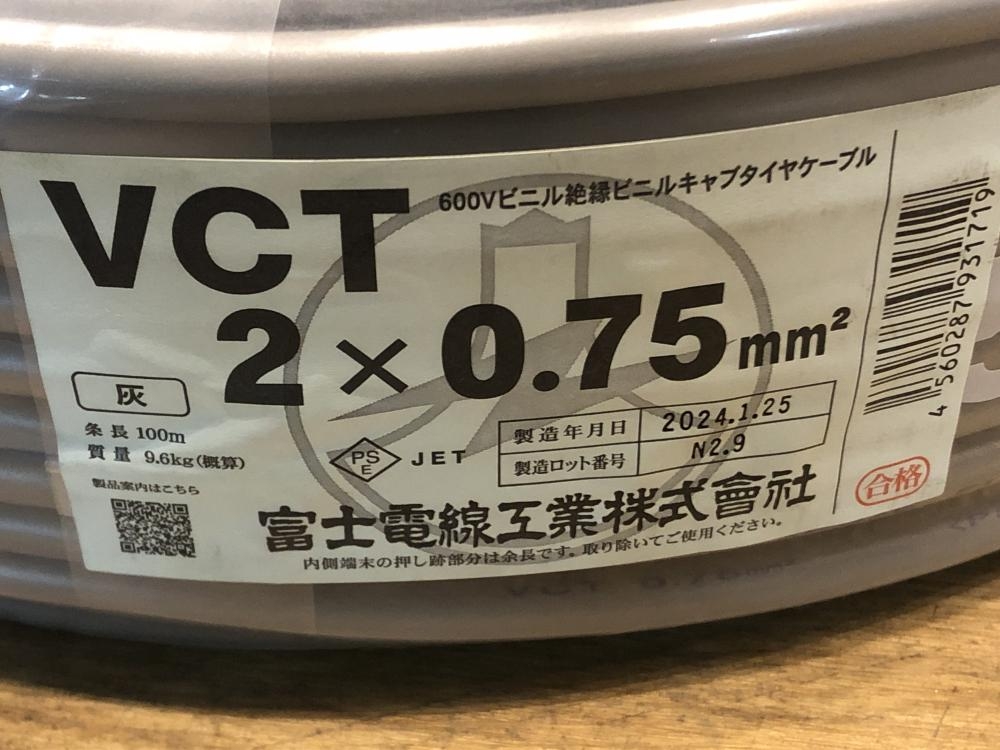 VCT
600Vビニル絶縁ビニルキャブタイヤケーブル
2×0.75mm²
灰
条長 100m
質量 9.6kg(概算)
製品案内はこちら
PS
E
JET
製造年月日 2024.1.25
製造ロット番号 N2.9
富士電線工業株式會社
内側端末の押し跡部分は余長です。取り除いてご使用ください。
4 560287 931719
合格